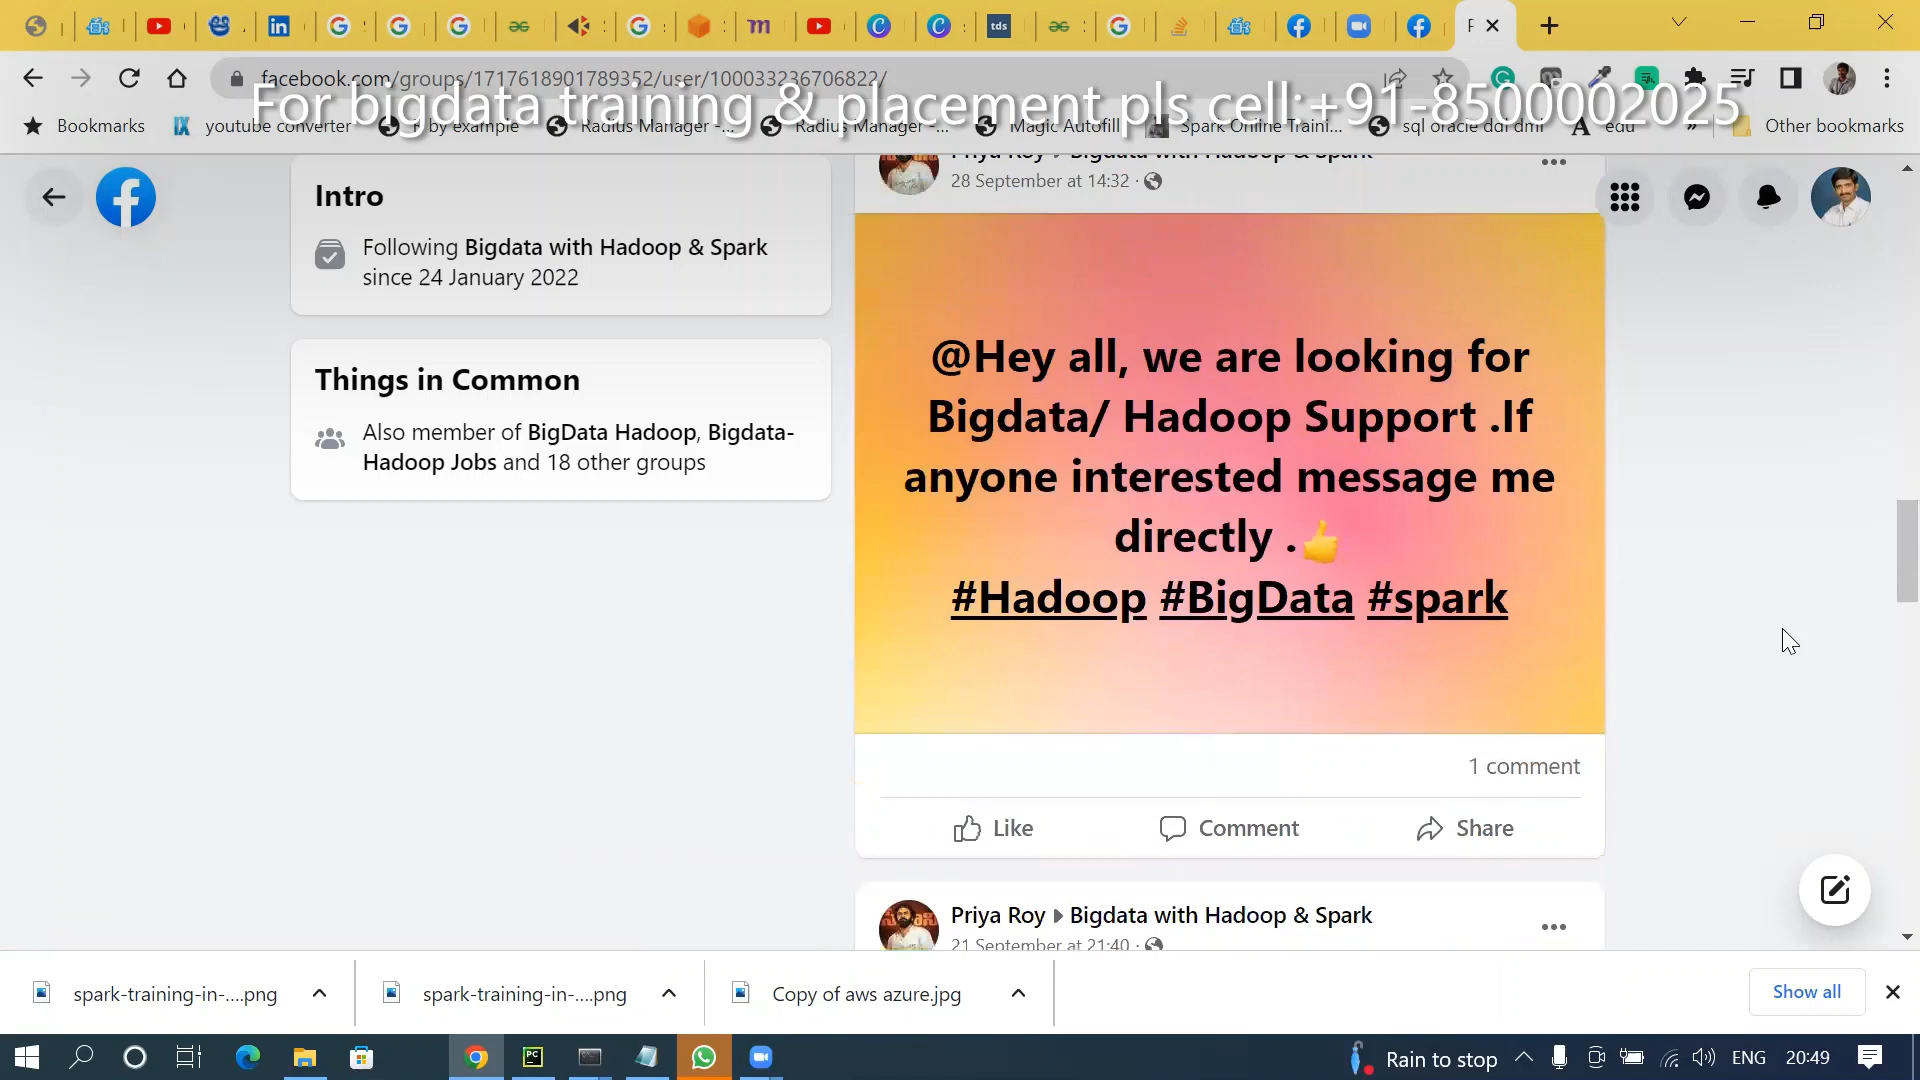 facebook.com/groups/1717618901789352/user/100033236706822/
For bigdata training & placement pls cell:+91-8500002025
Bookmarks
youtube converter
R by example
Radius Manager -...
Radius Manager -...
Magic Autofill
Spark Online Traini...
sql oracle ddl dml
edu
»
Other bookmarks
Intro
Following Bigdata with Hadoop & Spark
since 24 January 2022
Things in Common
Also member of BigData Hadoop, Bigdata-
Hadoop Jobs and 18 other groups
Priya Roy Bigdata with Hadoop & Spark
28 September at 14:32 ·
@Hey all, we are looking for
Bigdata/ Hadoop Support .If
anyone interested message me
directly .👍
#Hadoop #BigData #spark
1 comment
Like
Comment
Share
Priya Roy Bigdata with Hadoop & Spark
21 September at 21:40 ·
spark-training-in-....png
spark-training-in-....png
Copy of aws azure.jpg
Show all
Rain to stop
ENG
20:49